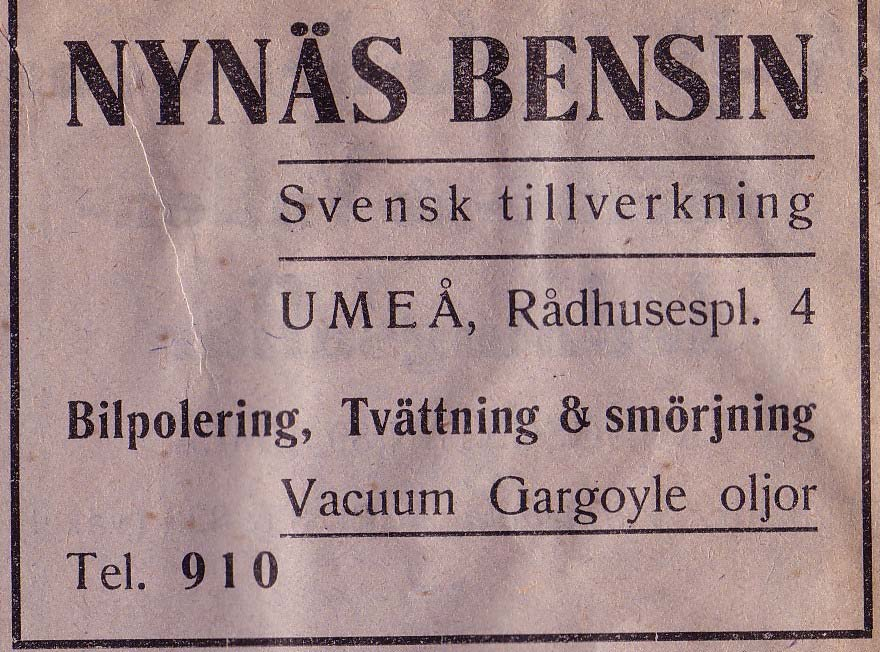 NYNÄS BENSIN
Svensk tillverkning
UMEÅ, Rådhusespl. 4
Bilpolering, Tvättning & smörjning
Vacuum Gargoyle oljor
Tel. 910